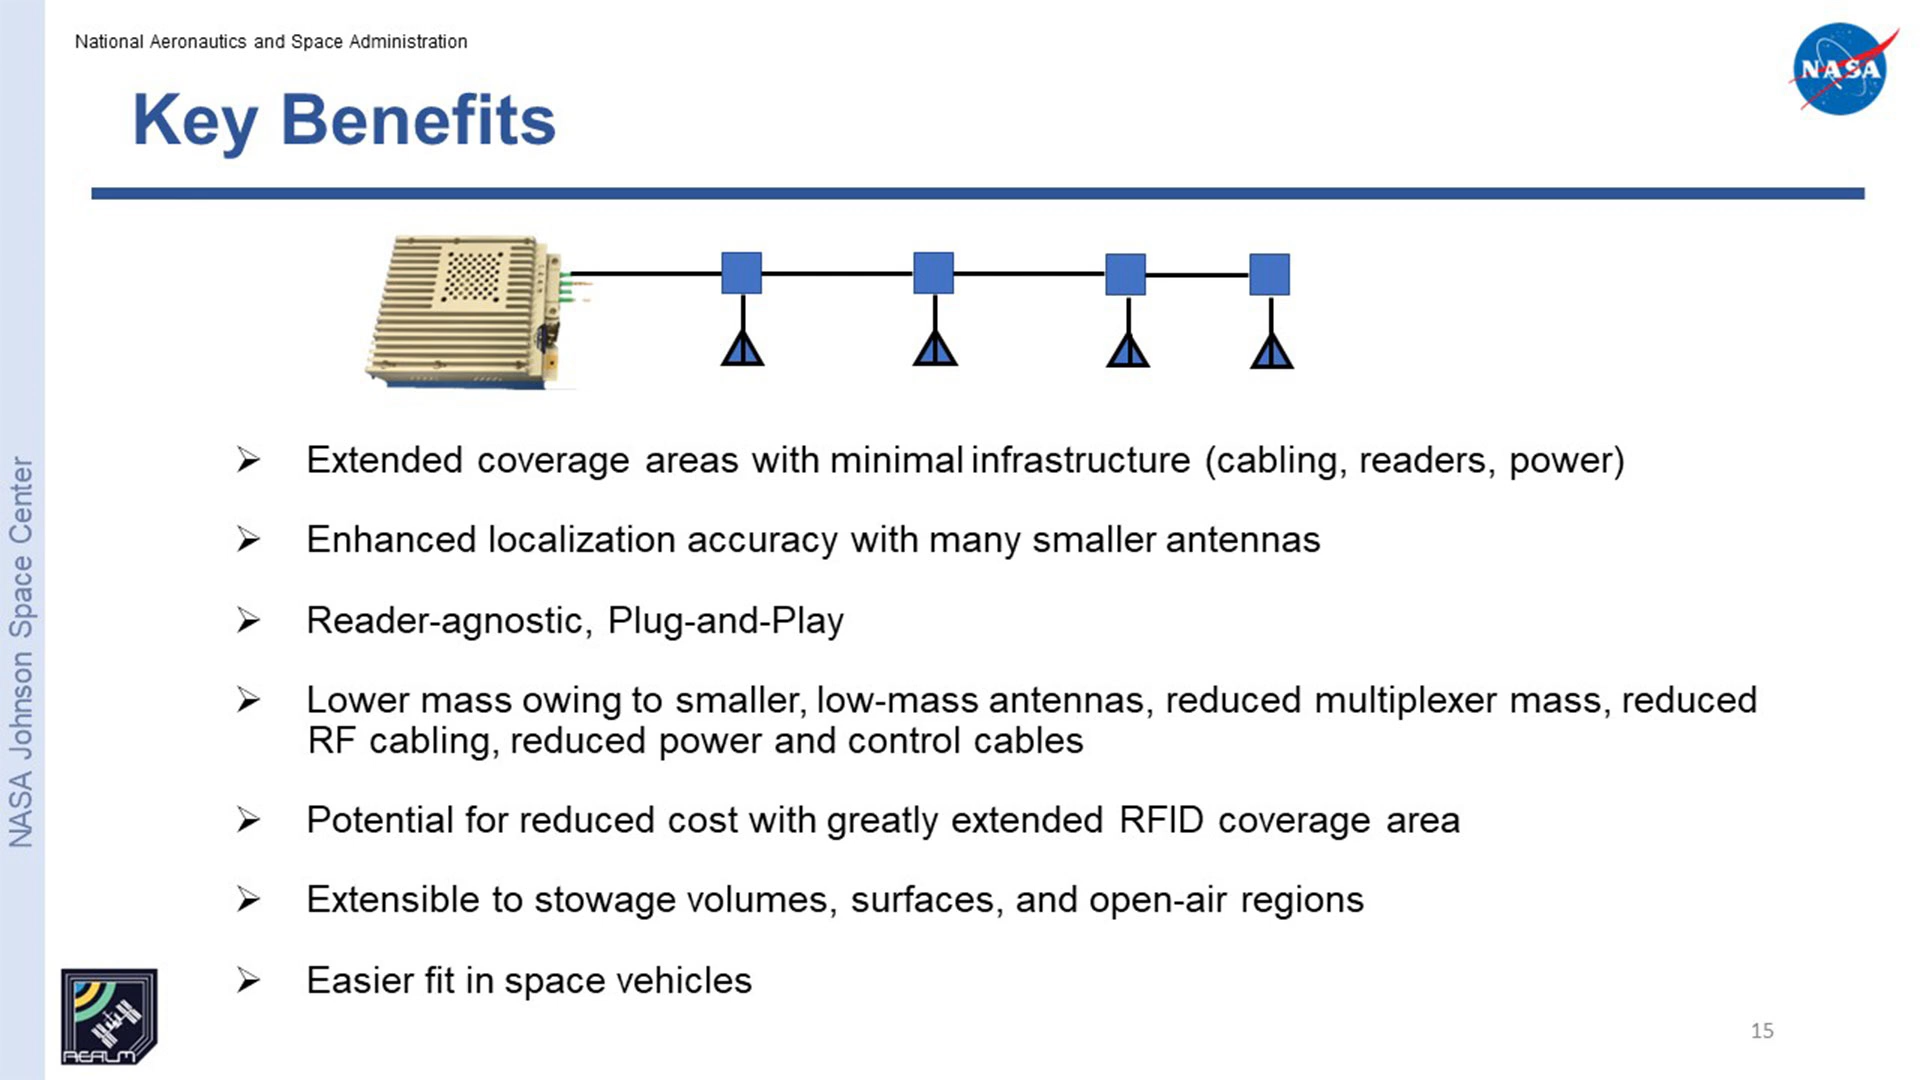 National Aeronautics and Space Administration
NASA
Key Benefits
Extended coverage areas with minimal infrastructure (cabling, readers, power)
Enhanced localization accuracy with many smaller antennas
Reader-agnostic, Plug-and-Play
Lower mass owing to smaller, low-mass antennas, reduced multiplexer mass, reduced
RF cabling, reduced power and control cables
Potential for reduced cost with greatly extended RFID coverage area
Extensible to stowage volumes, surfaces, and open-air regions
Easier fit in space vehicles
NASA Johnson Space Center
REALM
15